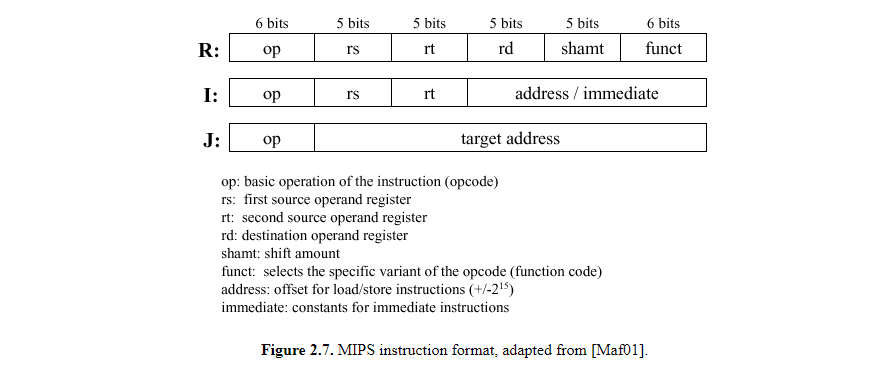 6 bits 5 bits 5 bits 5 bits 5 bits 6 bits
R: op rs rt rd shamt funct
I: op rs rt address / immediate
J: op target address
op: basic operation of the instruction (opcode)
rs: first source operand register
rt: second source operand register
rd: destination operand register
shamt: shift amount
funct: selects the specific variant of the opcode (function code)
address: offset for load/store instructions (+/-2¹⁵)
immediate: constants for immediate instructions
Figure 2.7. MIPS instruction format, adapted from [Maf01].